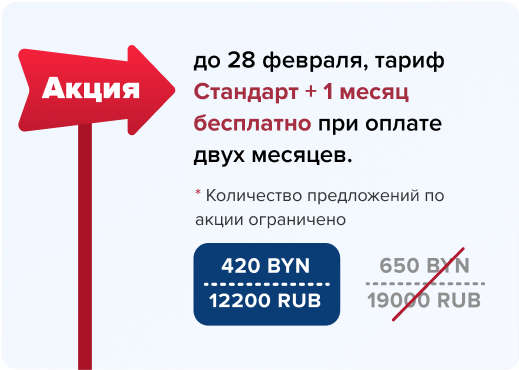 Акция
до 28 февраля, тариф
Стандарт + 1 месяц
бесплатно при оплате
двух месяцев.
* Количество предложений по
акции ограничено
420 BYN
12200 RUB
650 BYN
19000 RUB